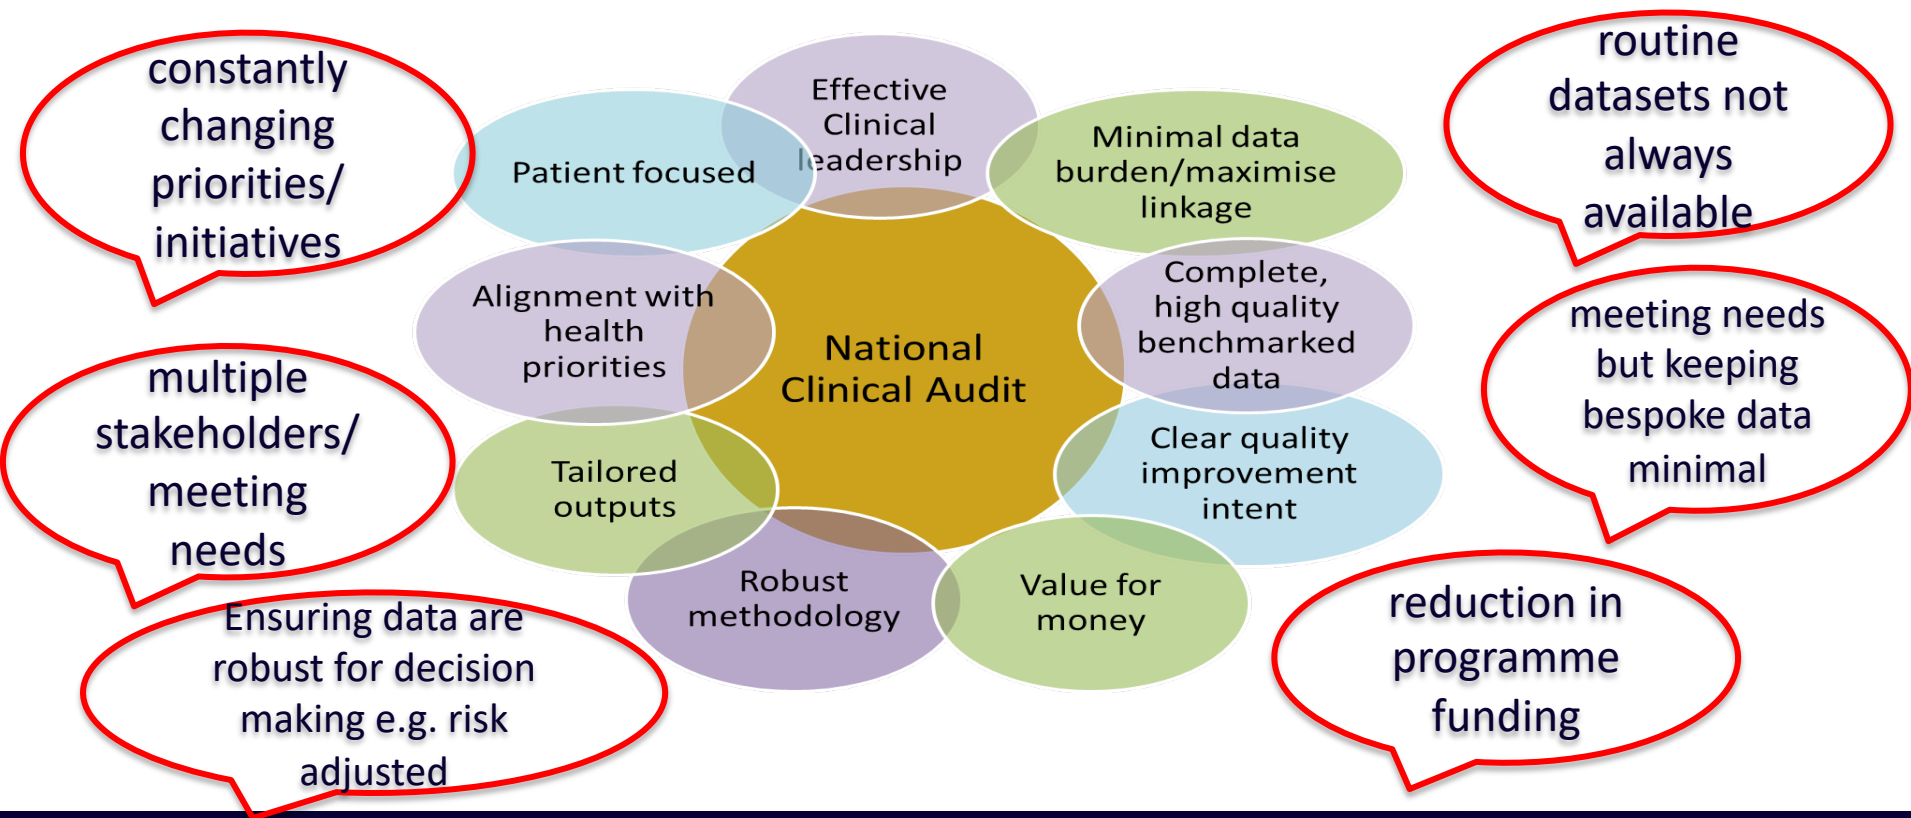 constantly
changing
priorities/
initiatives
multiple
stakeholders/
meeting
needs
Ensuring data are
robust for decision
making e.g. risk
adjusted
Effective
Clinical
leadership
Patient focused
Minimal data
burden/maximise
linkage
Alignment with
health
priorities
National
Clinical Audit
Complete,
high quality
benchmarked
data
Tailored
outputs
Clear quality
improvement
intent
Robust
methodology
Value for
money
routine
datasets not
always
available
meeting needs
but keeping
bespoke data
minimal
reduction in
programme
funding